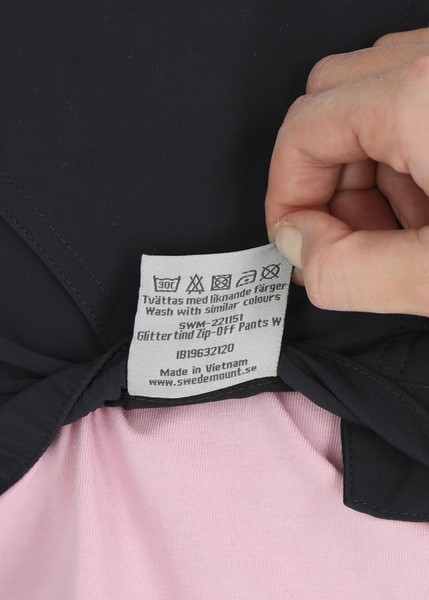 30C
Tvättas med liknande färger
Wash with similar colours
SWM-221151
Glittertind Zip-Off Pants W
IB19632120
Made in Vietnam
www.swedemount.se